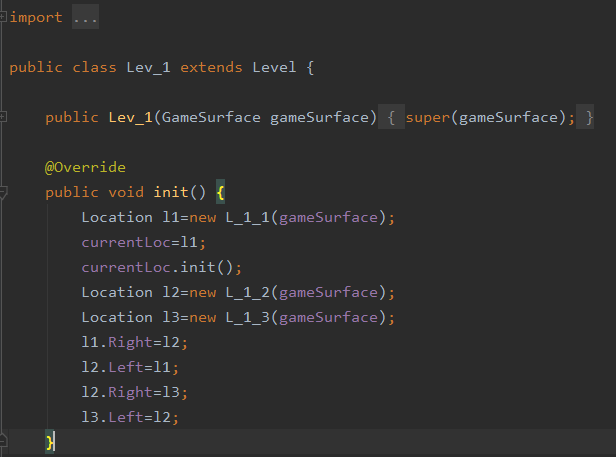 import ...
public class Lev_1 extends Level {
public Lev_1(GameSurface gameSurface) { super(gameSurface); }
@Override
public void init() {
Location l1=new L_1_1(gameSurface);
currentLoc=l1;
currentLoc.init();
Location l2=new L_1_2(gameSurface);
Location l3=new L_1_3(gameSurface);
l1.Right=l2;
l2.Left=l1;
l2.Right=l3;
l3.Left=l2;
}